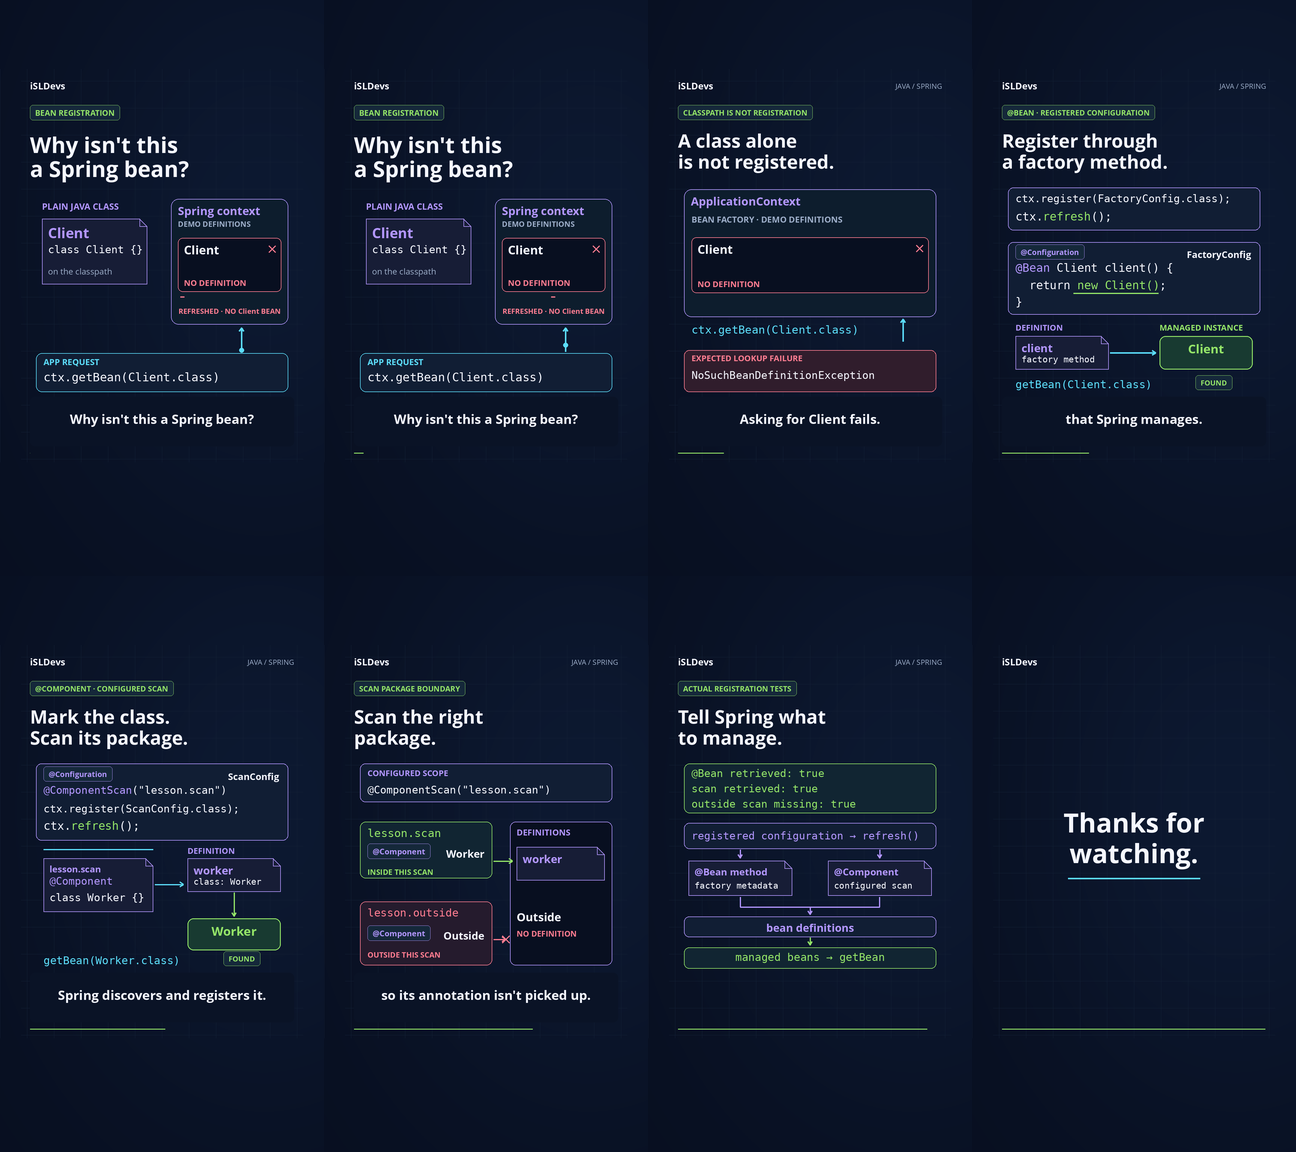 iSLDevs
BEAN REGISTRATION
Why isn't this
a Spring bean?
PLAIN JAVA CLASS
Client
class Client {}
on the classpath
Spring context
DEMO DEFINITIONS
Client
NO DEFINITION
REFRESHED · NO Client BEAN
APP REQUEST
ctx.getBean(Client.class)
Why isn't this a Spring bean?
iSLDevs
BEAN REGISTRATION
Why isn't this
a Spring bean?
PLAIN JAVA CLASS
Client
class Client {}
on the classpath
Spring context
DEMO DEFINITIONS
Client
NO DEFINITION
REFRESHED · NO Client BEAN
APP REQUEST
ctx.getBean(Client.class)
Why isn't this a Spring bean?
iSLDevs
JAVA / SPRING
CLASSPATH IS NOT REGISTRATION
A class alone
is not registered.
ApplicationContext
BEAN FACTORY · DEMO DEFINITIONS
Client
NO DEFINITION
ctx.getBean(Client.class)
EXPECTED LOOKUP FAILURE
NoSuchBeanDefinitionException
Asking for Client fails.
iSLDevs
JAVA / SPRING
@BEAN · REGISTERED CONFIGURATION
Register through
a factory method.
ctx.register(FactoryConfig.class);
ctx.refresh();
@Configuration
FactoryConfig
@Bean Client client() {
return new Client();
}
DEFINITION
client
factory method
MANAGED INSTANCE
Client
getBean(Client.class)
FOUND
that Spring manages.
iSLDevs
JAVA / SPRING
@COMPONENT · CONFIGURED SCAN
Mark the class.
Scan its package.
@Configuration
ScanConfig
@ComponentScan("lesson.scan")
ctx.register(ScanConfig.class);
ctx.refresh();
lesson.scan
@Component
class Worker {}
DEFINITION
worker
class: Worker
Worker
getBean(Worker.class)
FOUND
Spring discovers and registers it.
iSLDevs
JAVA / SPRING
SCAN PACKAGE BOUNDARY
Scan the right
package.
CONFIGURED SCOPE
@ComponentScan("lesson.scan")
lesson.scan
@Component
Worker
INSIDE THIS SCAN
lesson.outside
@Component
Outside
OUTSIDE THIS SCAN
DEFINITIONS
worker
Outside
NO DEFINITION
so its annotation isn't picked up.
iSLDevs
JAVA / SPRING
ACTUAL REGISTRATION TESTS
Tell Spring what
to manage.
@Bean retrieved: true
scan retrieved: true
outside scan missing: true
registered configuration → refresh()
@Bean method
factory metadata
@Component
configured scan
bean definitions
managed beans → getBean
iSLDevs
Thanks for
watching.